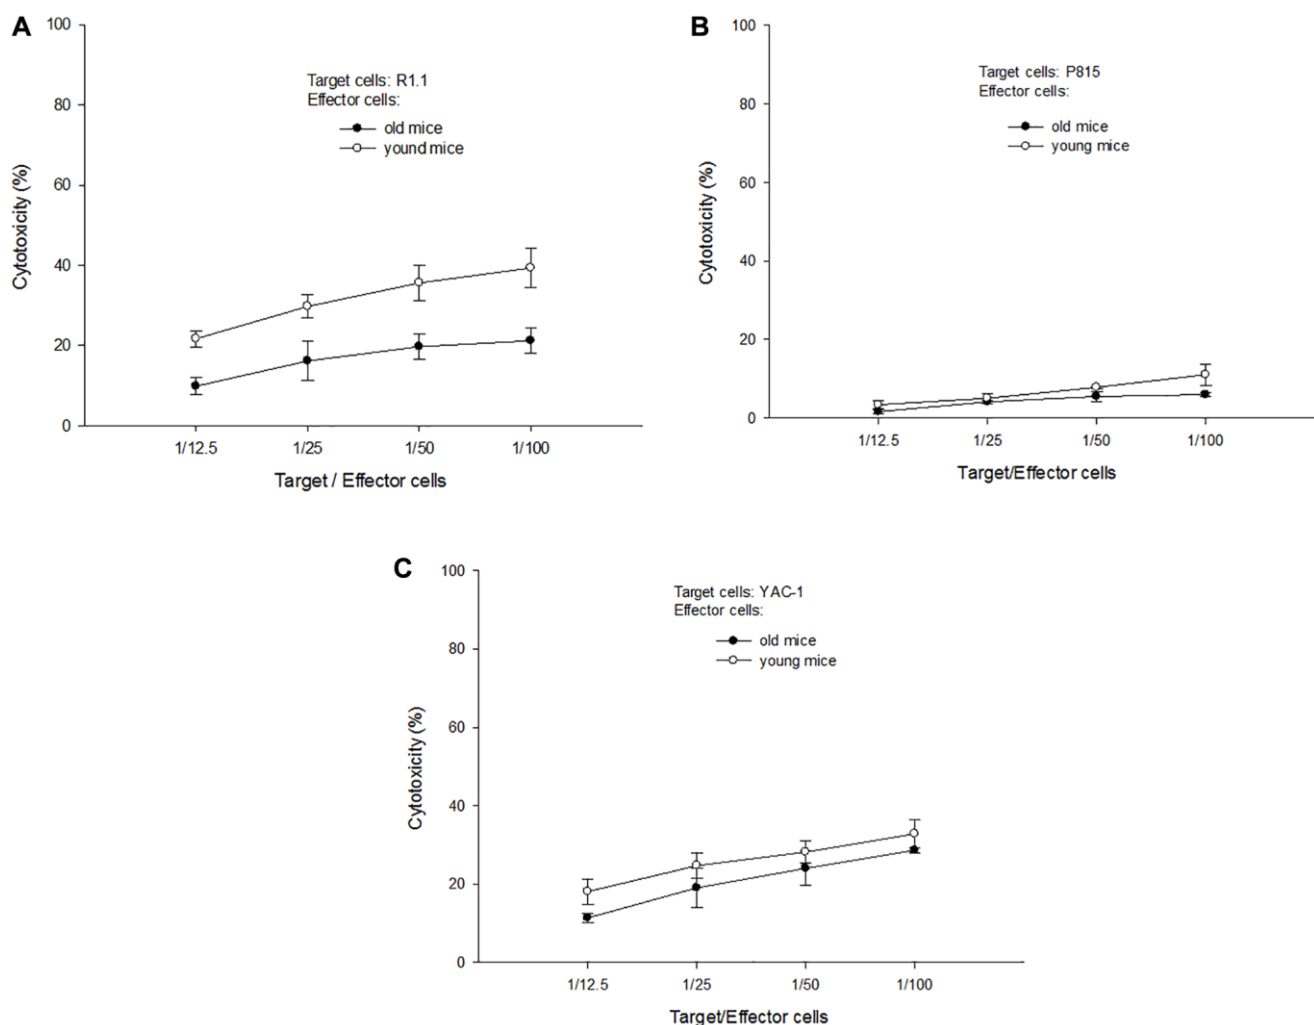 A
100
80
60
40
20
0
Cytotoxicity (%)
Target cells: R1.1
Effector cells:
old mice
yound mice
1/12.5 1/25 1/50 1/100
Target / Effector cells
B
100
80
60
40
20
0
Cytotoxicity (%)
Target cells: P815
Effector cells:
old mice
young mice
1/12.5 1/25 1/50 1/100
Target/Effector cells
C
100
80
60
40
20
0
Cytotoxicity (%)
Target cells: YAC-1
Effector cells:
old mice
young mice
1/12.5 1/25 1/50 1/100
Target/Effector cells